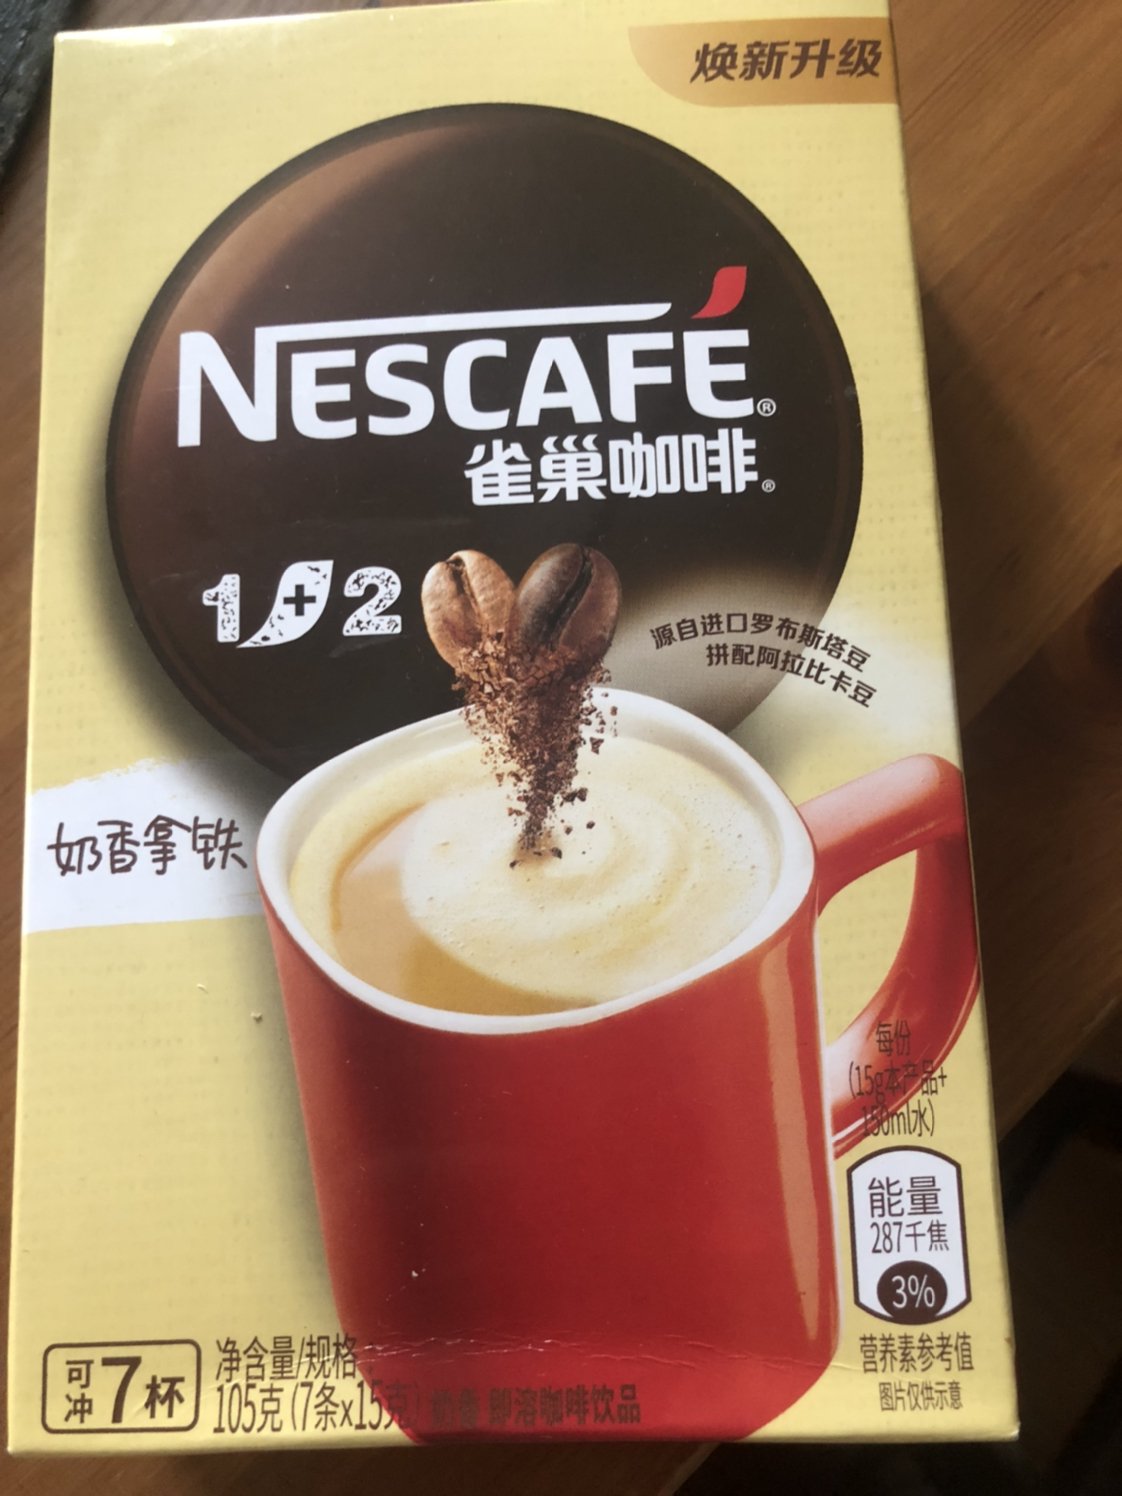 焕新升级
NESCAFÉ®
雀巢咖啡®
1+2
源自进口罗布斯塔豆
拼配阿拉比卡豆
奶香拿铁
每份
(15g本产品+
150ml水)
能量
287千焦
3%
营养素参考值
图片仅供示意
可冲7杯
净含量/规格:
105克(7条x15克) 奶香 即溶咖啡饮品